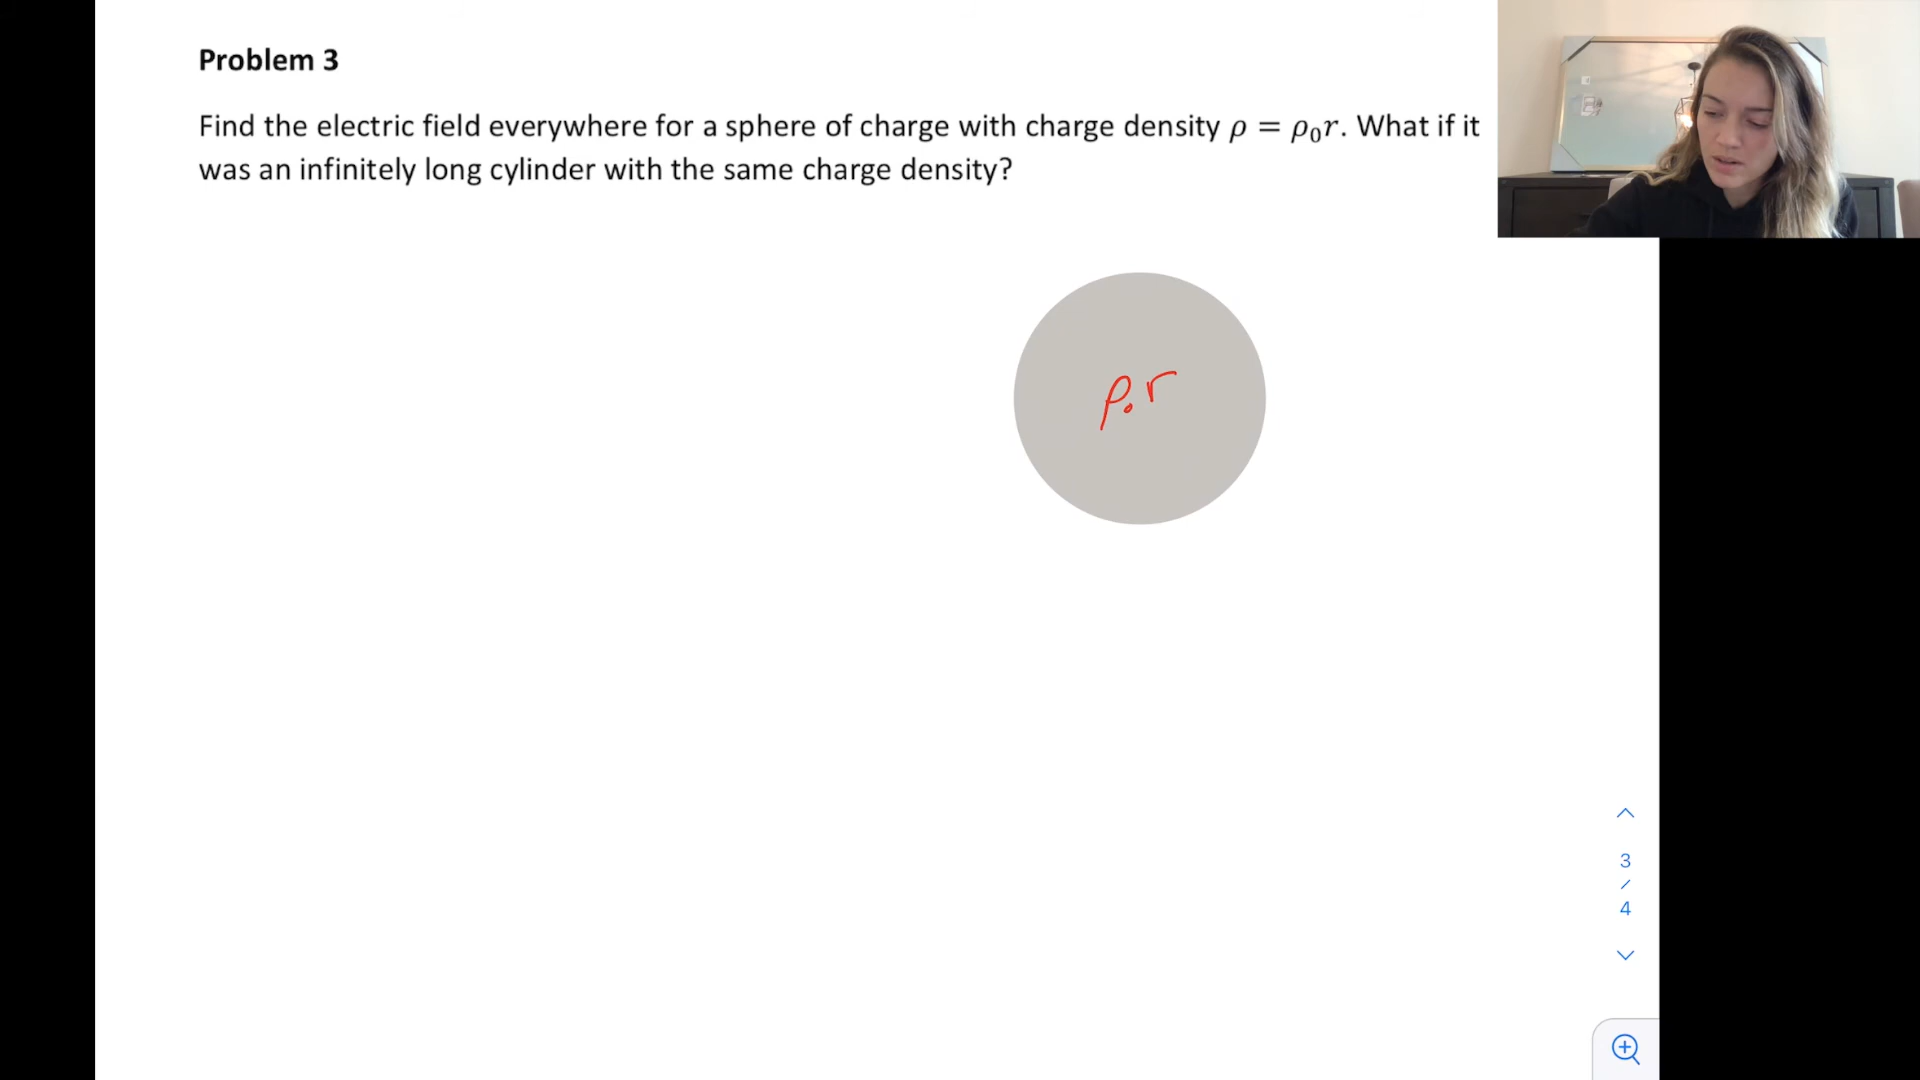 Problem 3
Find the electric field everywhere for a sphere of charge with charge density ρ = ρ₀r. What if it
was an infinitely long cylinder with the same charge density?
ρ₀r
3
/
4